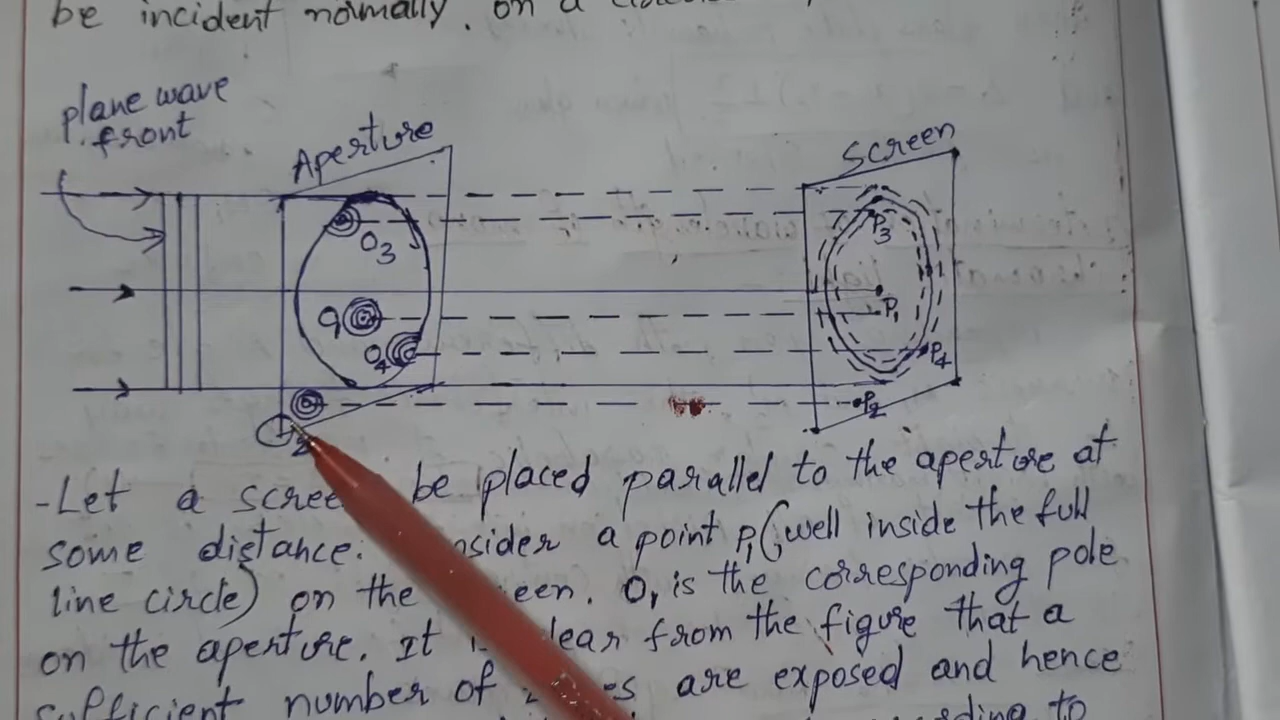 be incident normally. on a
plane wave
front
Aperture
Screen
O3
P3
O
P1
O4
P4
P2
2
-Let a scree be placed parallel to the aperture at
some distance. nsider a point P1 (well inside the full
line circle) on the een. O1 is the corresponding pole
on the aperture. It lear from the figure that a
sufficient number of es are exposed and hence
to